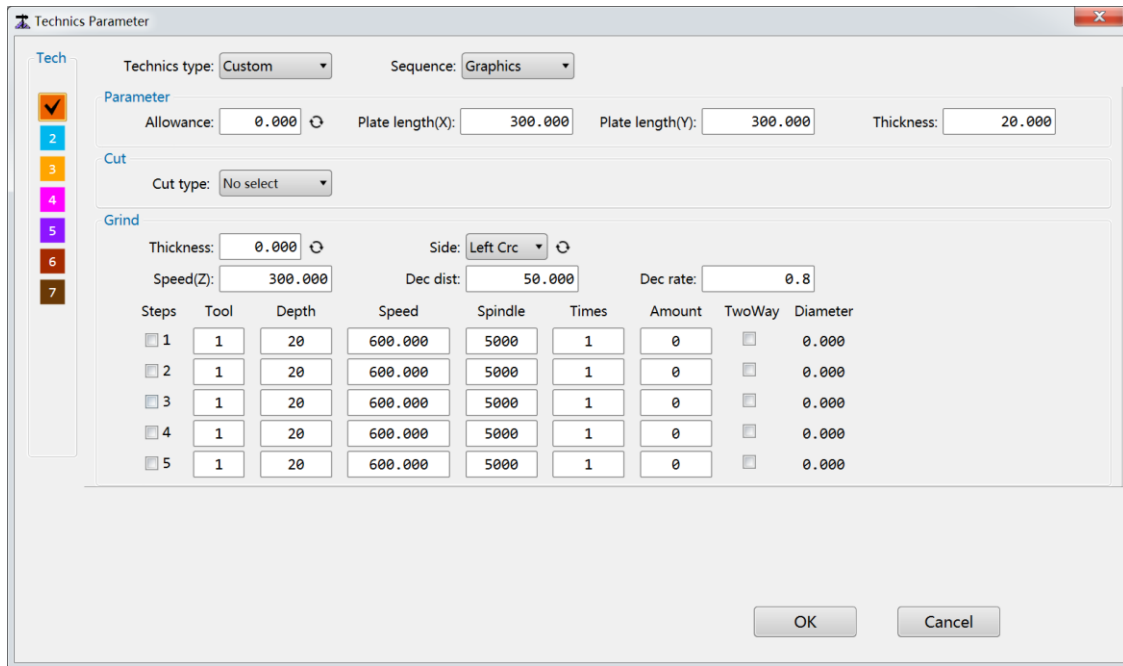 Technics Parameter
Tech
Technics type: Custom Sequence: Graphics
Parameter
Allowance: 0.000 Plate length(X): 300.000 Plate length(Y): 300.000 Thickness: 20.000
2
3
Cut
Cut type: No select
4
5
Grind
Thickness: 0.000 Side: Left Crc
6
Speed(Z): 300.000 Dec dist: 50.000 Dec rate: 0.8
7
Steps Tool Depth Speed Spindle Times Amount TwoWay Diameter
1 1 20 600.000 5000 1 0 0.000
2 1 20 600.000 5000 1 0 0.000
3 1 20 600.000 5000 1 0 0.000
4 1 20 600.000 5000 1 0 0.000
5 1 20 600.000 5000 1 0 0.000
OK Cancel